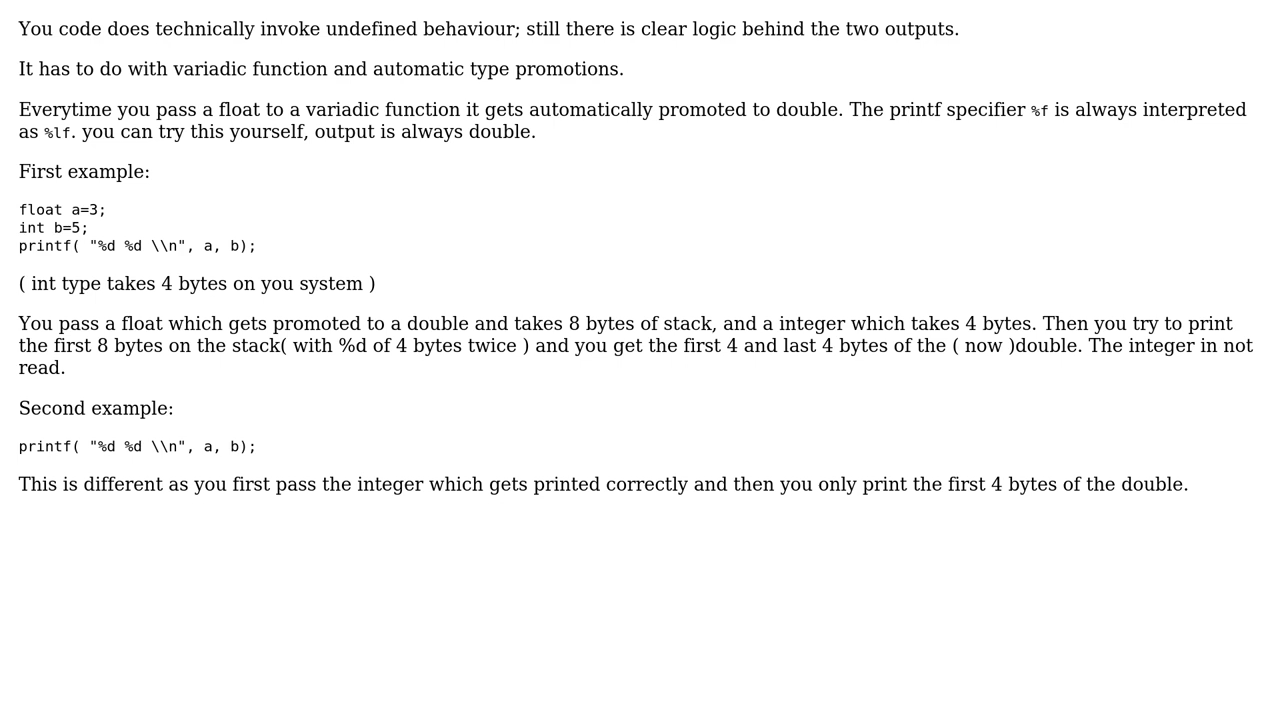 You code does technically invoke undefined behaviour; still there is clear logic behind the two outputs.
It has to do with variadic function and automatic type promotions.
Everytime you pass a float to a variadic function it gets automatically promoted to double. The printf specifier %f is always interpreted
as %lf. you can try this yourself, output is always double.
First example:
float a=3;
int b=5;
printf( "%d %d \\n", a, b);
( int type takes 4 bytes on you system )
You pass a float which gets promoted to a double and takes 8 bytes of stack, and a integer which takes 4 bytes. Then you try to print
the first 8 bytes on the stack( with %d of 4 bytes twice ) and you get the first 4 and last 4 bytes of the ( now )double. The integer in not
read.
Second example:
printf( "%d %d \\n", a, b);
This is different as you first pass the integer which gets printed correctly and then you only print the first 4 bytes of the double.